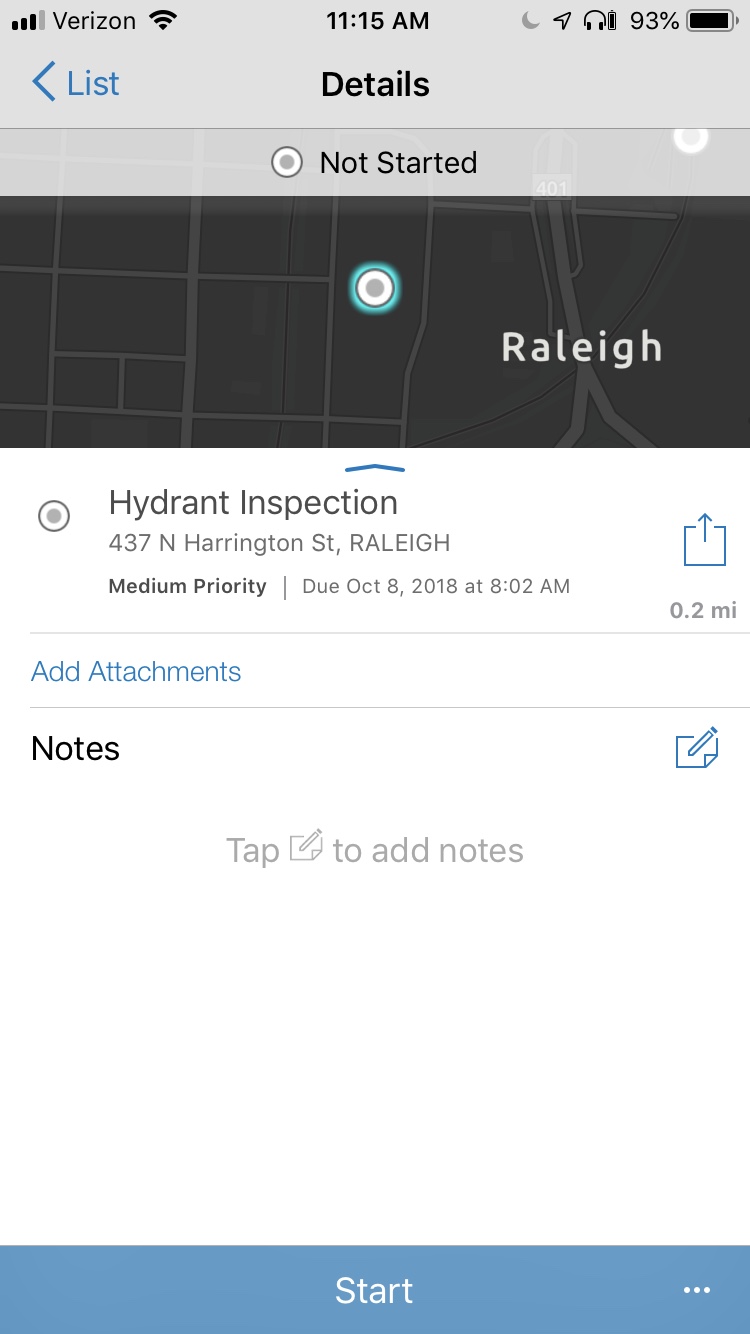 Verizon 11:15 AM 93%
List Details
Not Started
401
Raleigh
Hydrant Inspection
437 N Harrington St, RALEIGH
Medium Priority | Due Oct 8, 2018 at 8:02 AM
0.2 mi
Add Attachments
Notes
Tap to add notes
Start ...